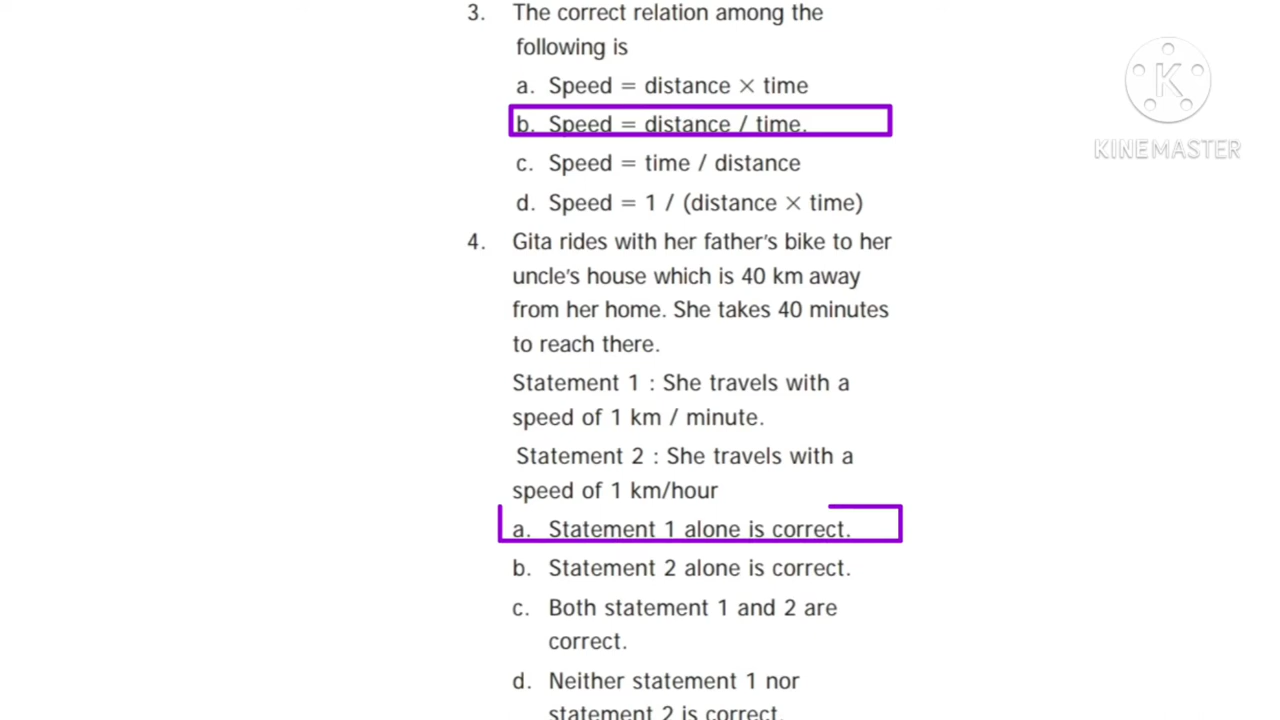 3. The correct relation among the
following is
a. Speed = distance × time
b. Speed = distance / time.
c. Speed = time / distance
d. Speed = 1 / (distance × time)
4. Gita rides with her father's bike to her
uncle's house which is 40 km away
from her home. She takes 40 minutes
to reach there.
Statement 1 : She travels with a
speed of 1 km / minute.
Statement 2 : She travels with a
speed of 1 km/hour
a. Statement 1 alone is correct.
b. Statement 2 alone is correct.
c. Both statement 1 and 2 are
correct.
d. Neither statement 1 nor
statement 2 is correct.
K
KINEMASTER